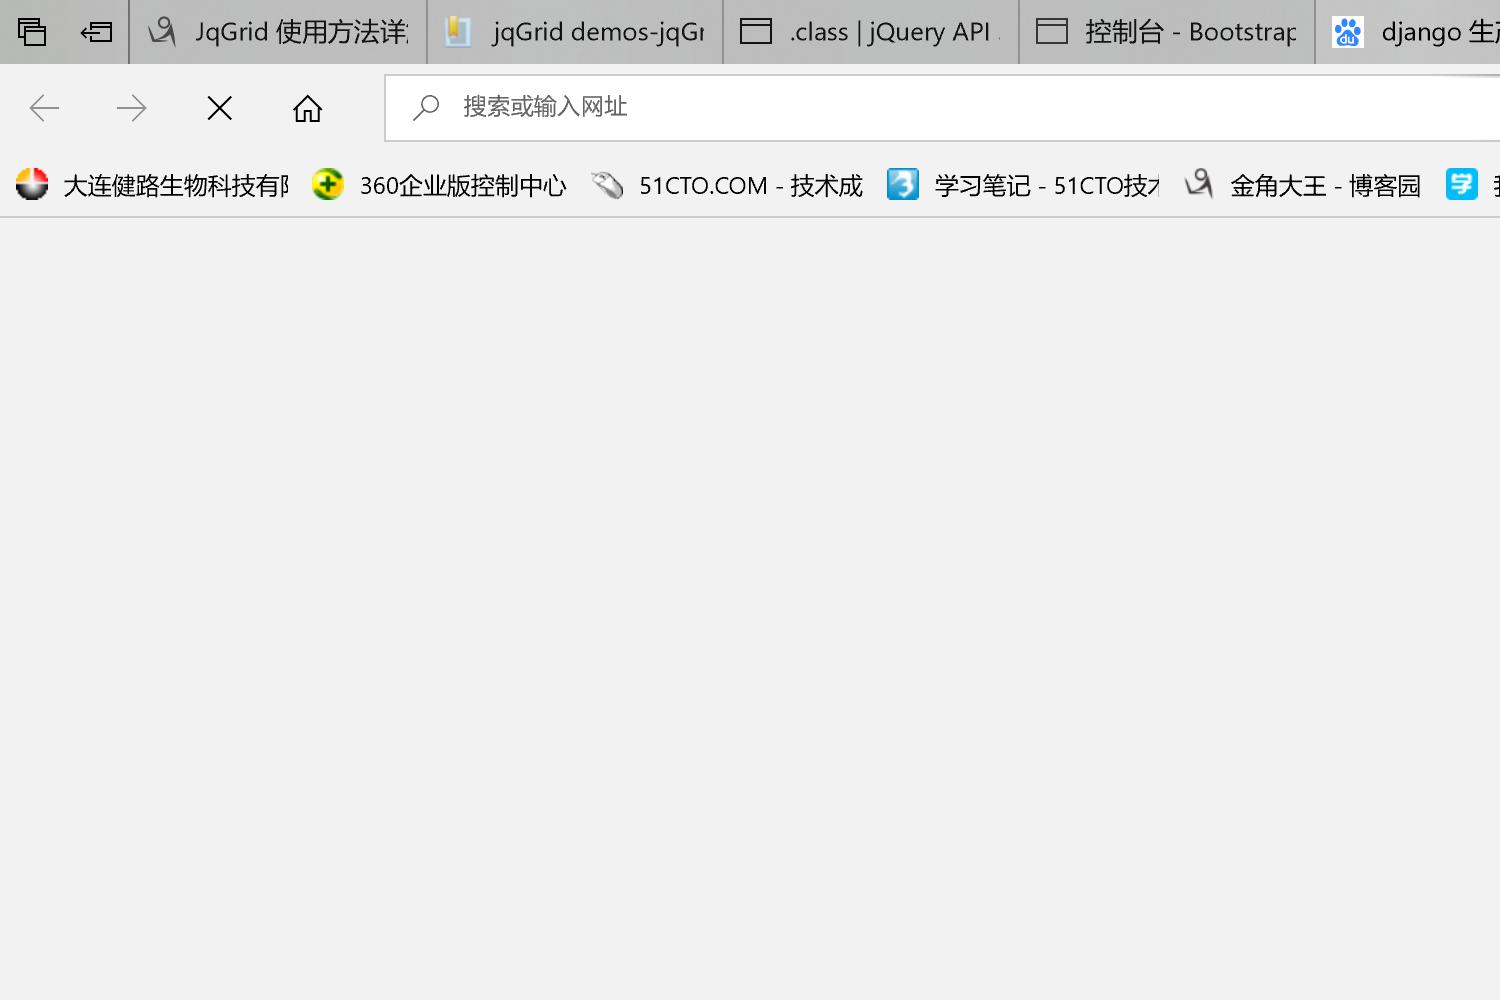 JqGrid 使用方法详 jqGrid demos-jqGr .class | jQuery API 控制台 - Bootstrap django 生
搜索或输入网址
大连健路生物科技有 360企业版控制中心 51CTO.COM - 技术成 学习笔记 - 51CTO技 金角大王 - 博客园 学